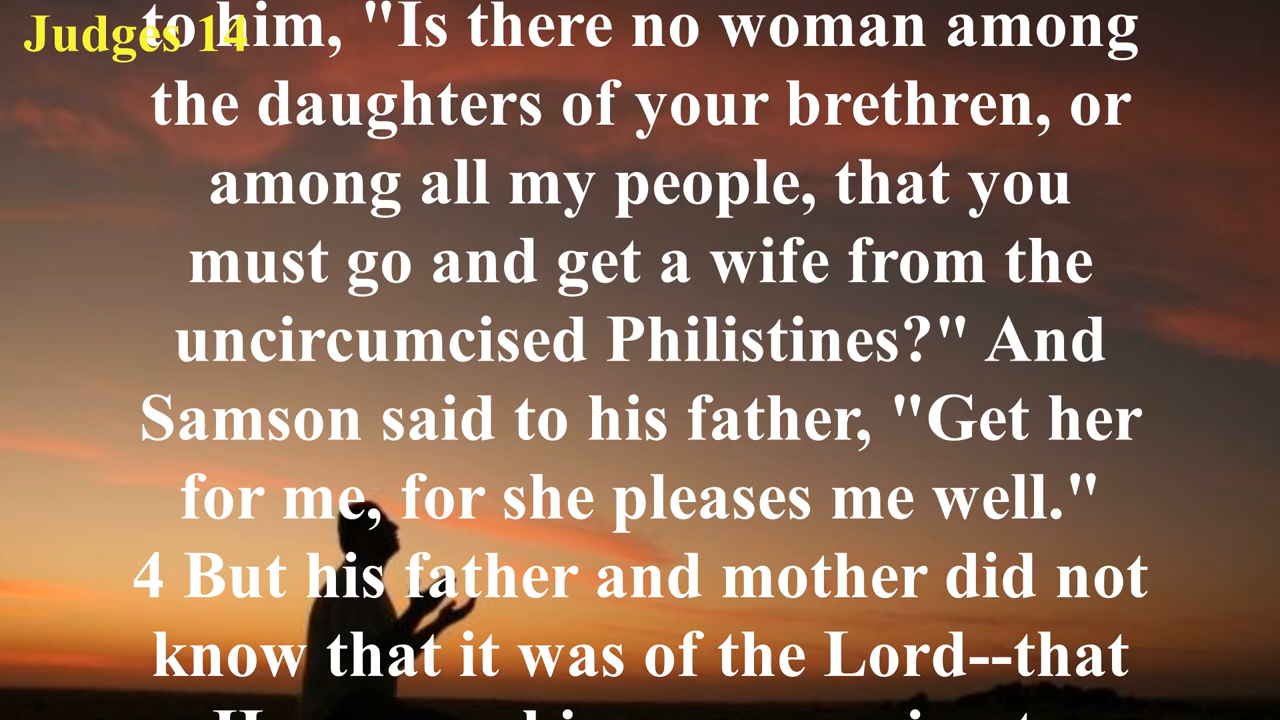 Judges 14
to him, "Is there no woman among
the daughters of your brethren, or
among all my people, that you
must go and get a wife from the
uncircumcised Philistines?" And
Samson said to his father, "Get her
for me, for she pleases me well."
4 But his father and mother did not
know that it was of the Lord--that